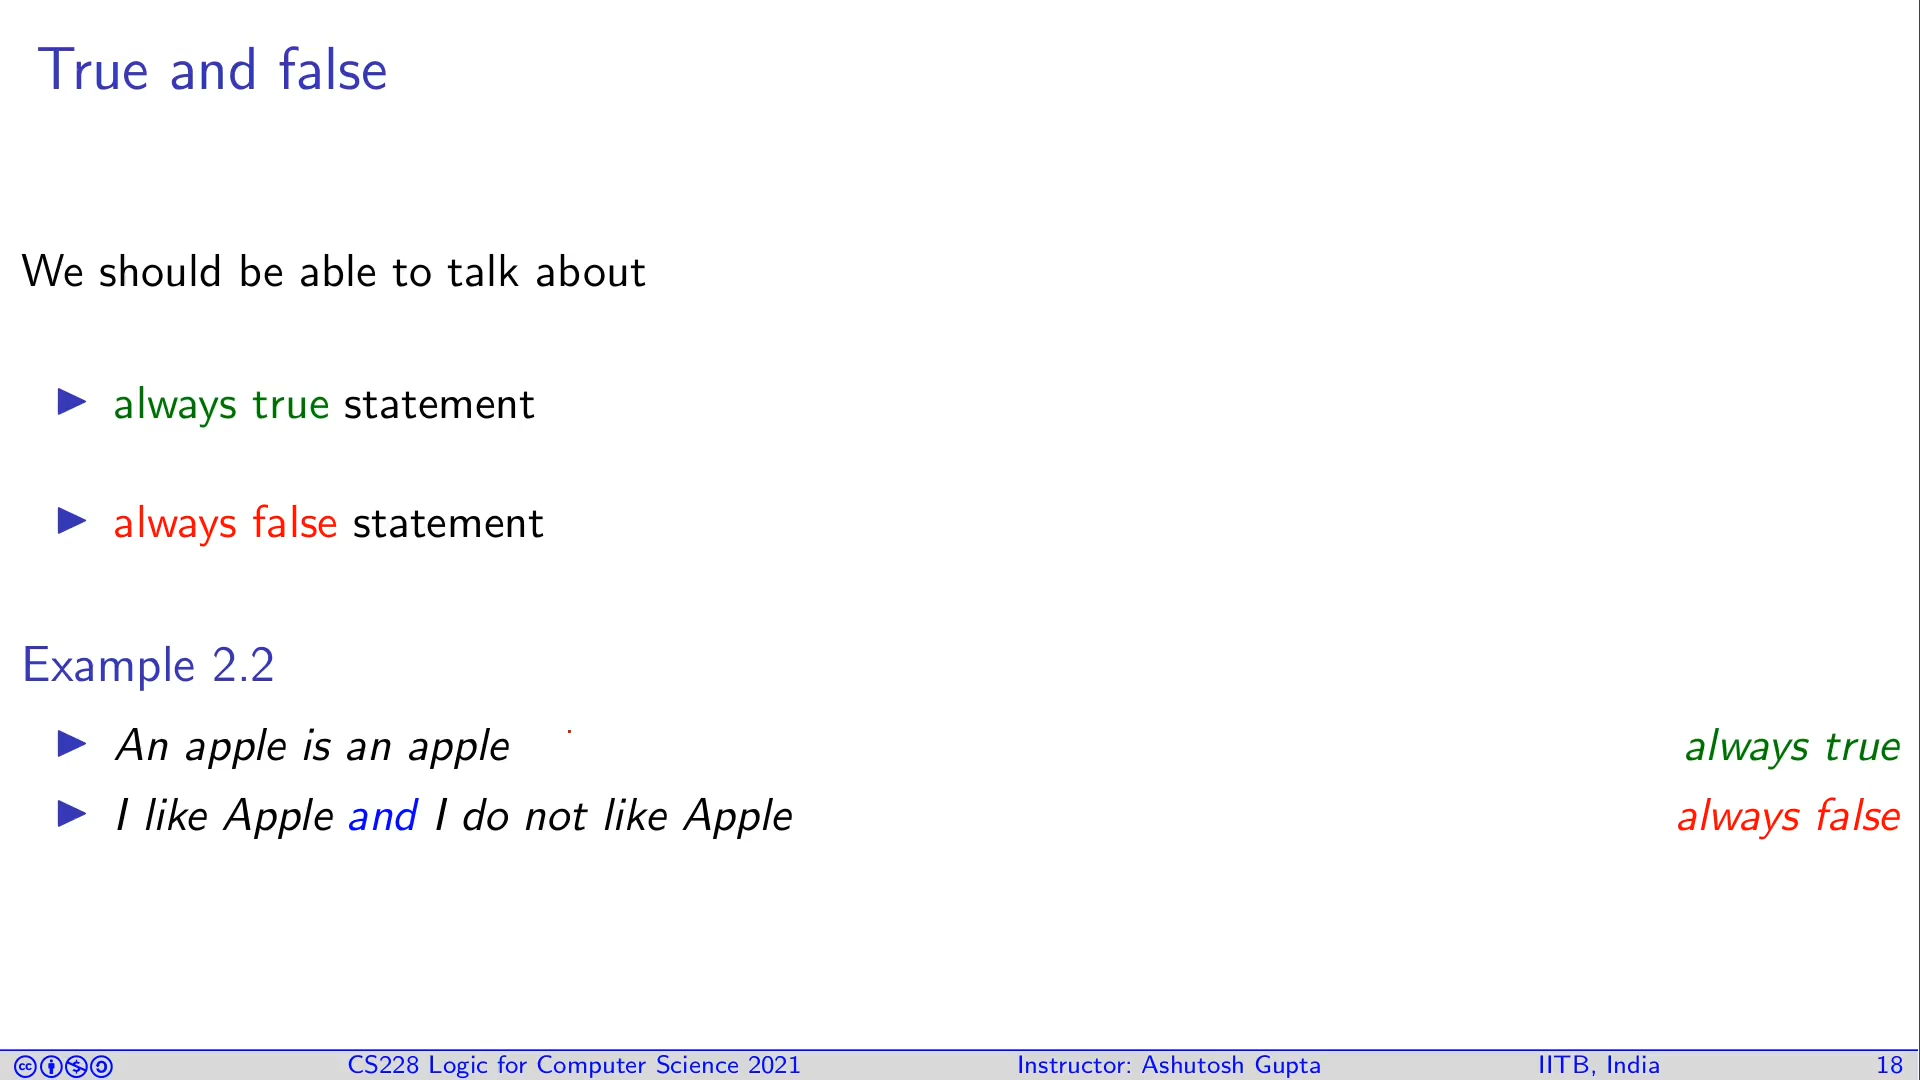 True and false
We should be able to talk about
▶ always true statement
▶ always false statement
Example 2.2
▶ An apple is an apple always true
▶ I like Apple and I do not like Apple always false
CS228 Logic for Computer Science 2021 Instructor: Ashutosh Gupta IITB, India 18